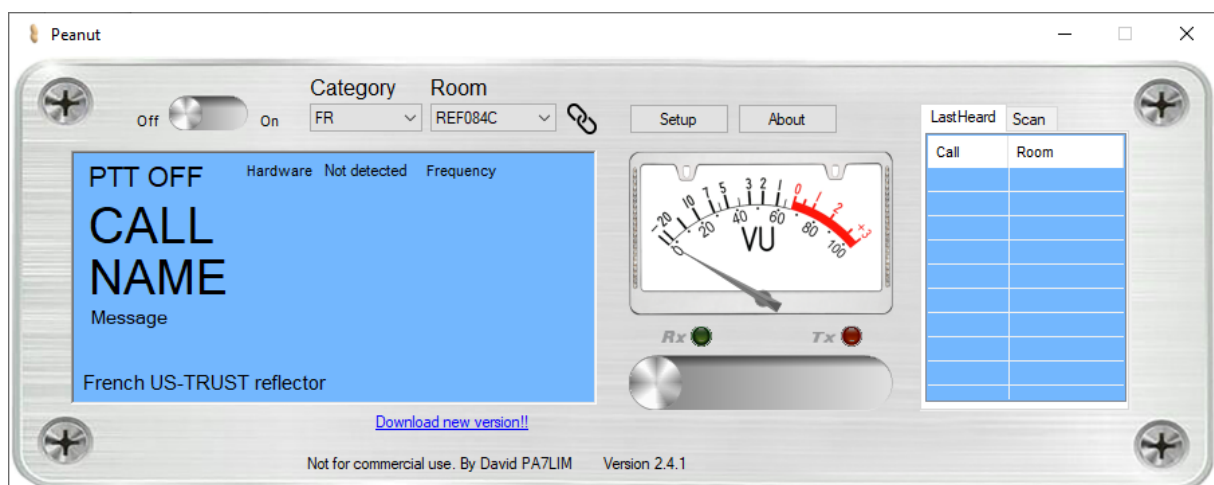 Peanut
Category Room
Off On FR REF084C Setup About LastHeard Scan
Call Room
PTT OFF Hardware Not detected Frequency
CALL
NAME
Message
French US-TRUST reflector
-20 10 7 5 3 2 1 0 1 2 +3
0 20 40 60 80 100
VU
Rx Tx
Download new version!!
Not for commercial use. By David PA7LIM Version 2.4.1